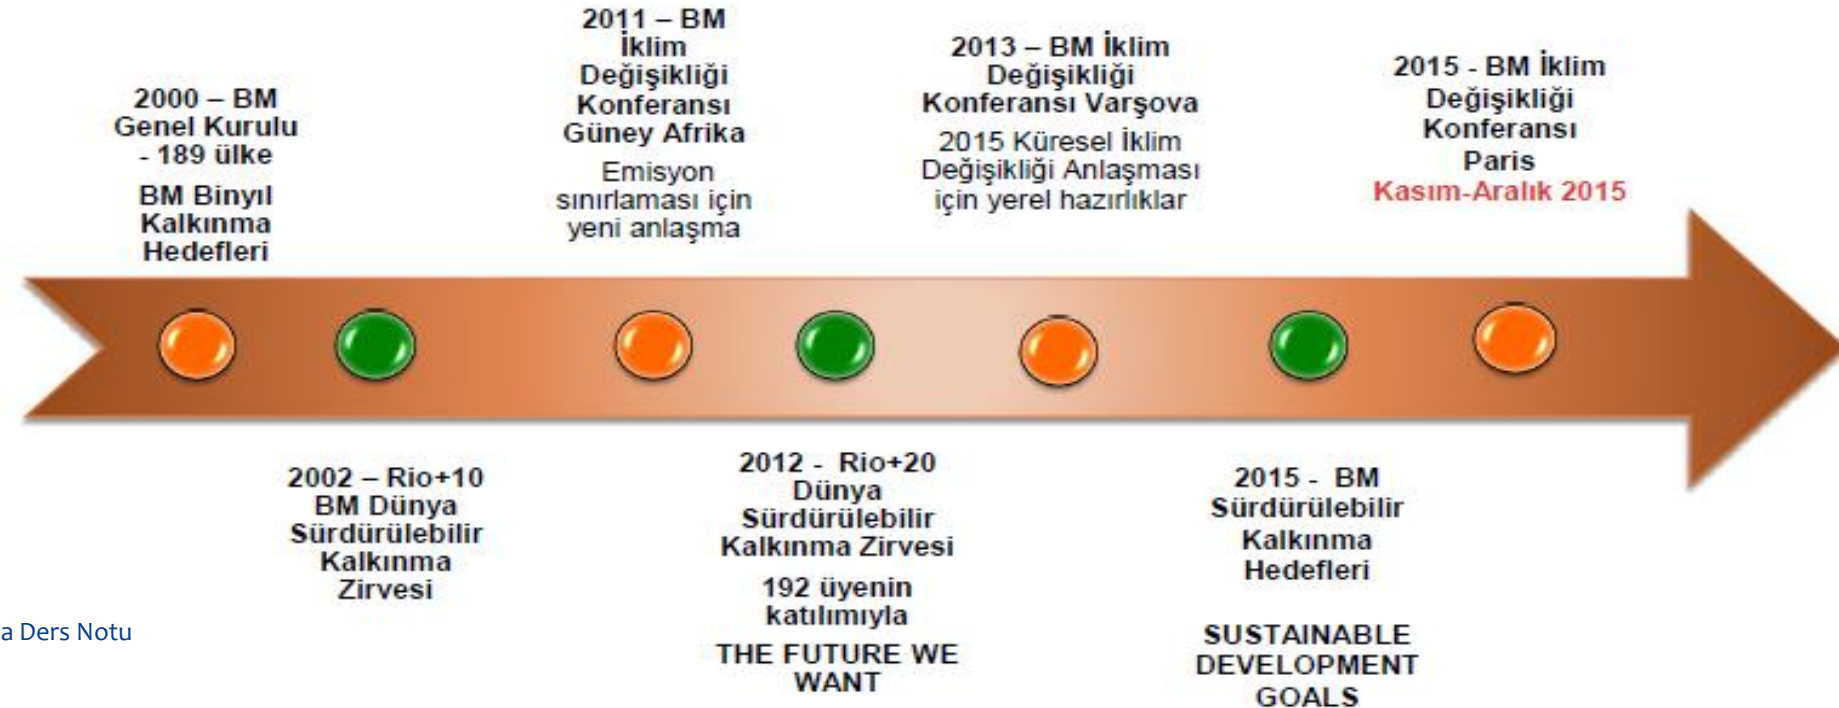 2000 – BM
Genel Kurulu
- 189 ülke
BM Binyıl
Kalkınma
Hedefleri
2011 – BM
İklim
Değişikliği
Konferansı
Güney Afrika
Emisyon
sınırlaması için
yeni anlaşma
2013 – BM İklim
Değişikliği
Konferansı Varşova
2015 Küresel İklim
Değişikliği Anlaşması
için yerel hazırlıklar
2015 - BM İklim
Değişikliği
Konferansı
Paris
Kasım-Aralık 2015
2002 – Rio+10
BM Dünya
Sürdürülebilir
Kalkınma
Zirvesi
2012 - Rio+20
Dünya
Sürdürülebilir
Kalkınma Zirvesi
192 üyenin
katılımıyla
THE FUTURE WE
WANT
2015 - BM
Sürdürülebilir
Kalkınma
Hedefleri
SUSTAINABLE
DEVELOPMENT
GOALS
a Ders Notu